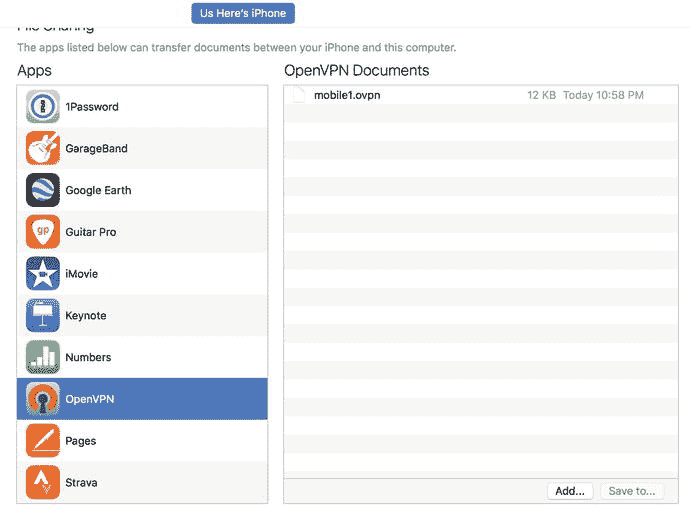 Us Here's iPhone
File Sharing
The apps listed below can transfer documents between your iPhone and this computer.
Apps
OpenVPN Documents
1Password
GarageBand
Google Earth
gp
Guitar Pro
iMovie
Keynote
Numbers
OpenVPN
Pages
Strava
mobile1.ovpn 12 KB Today 10:58 PM
Add... Save to...